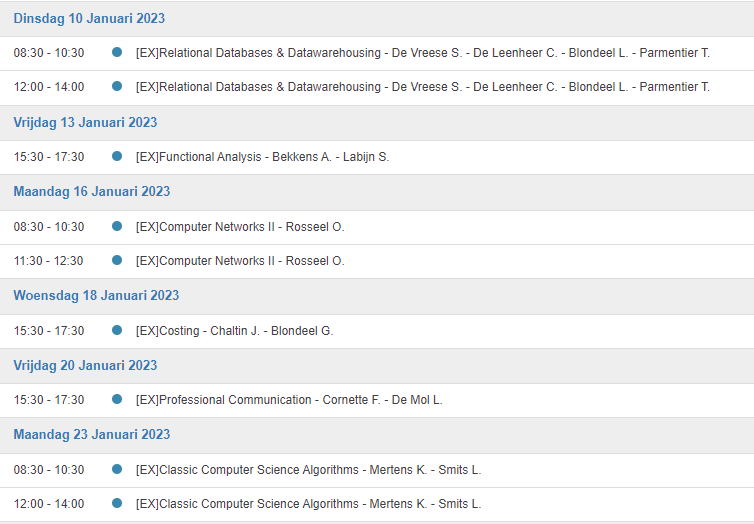 Dinsdag 10 Januari 2023
08:30 - 10:30 [EX]Relational Databases & Datawarehousing - De Vreese S. - De Leenheer C. - Blondeel L. - Parmentier T.
12:00 - 14:00 [EX]Relational Databases & Datawarehousing - De Vreese S. - De Leenheer C. - Blondeel L. - Parmentier T.
Vrijdag 13 Januari 2023
15:30 - 17:30 [EX]Functional Analysis - Bekkens A. - Labijn S.
Maandag 16 Januari 2023
08:30 - 10:30 [EX]Computer Networks II - Rosseel O.
11:30 - 12:30 [EX]Computer Networks II - Rosseel O.
Woensdag 18 Januari 2023
15:30 - 17:30 [EX]Costing - Chaltin J. - Blondeel G.
Vrijdag 20 Januari 2023
15:30 - 17:30 [EX]Professional Communication - Cornette F. - De Mol L.
Maandag 23 Januari 2023
08:30 - 10:30 [EX]Classic Computer Science Algorithms - Mertens K. - Smits L.
12:00 - 14:00 [EX]Classic Computer Science Algorithms - Mertens K. - Smits L.